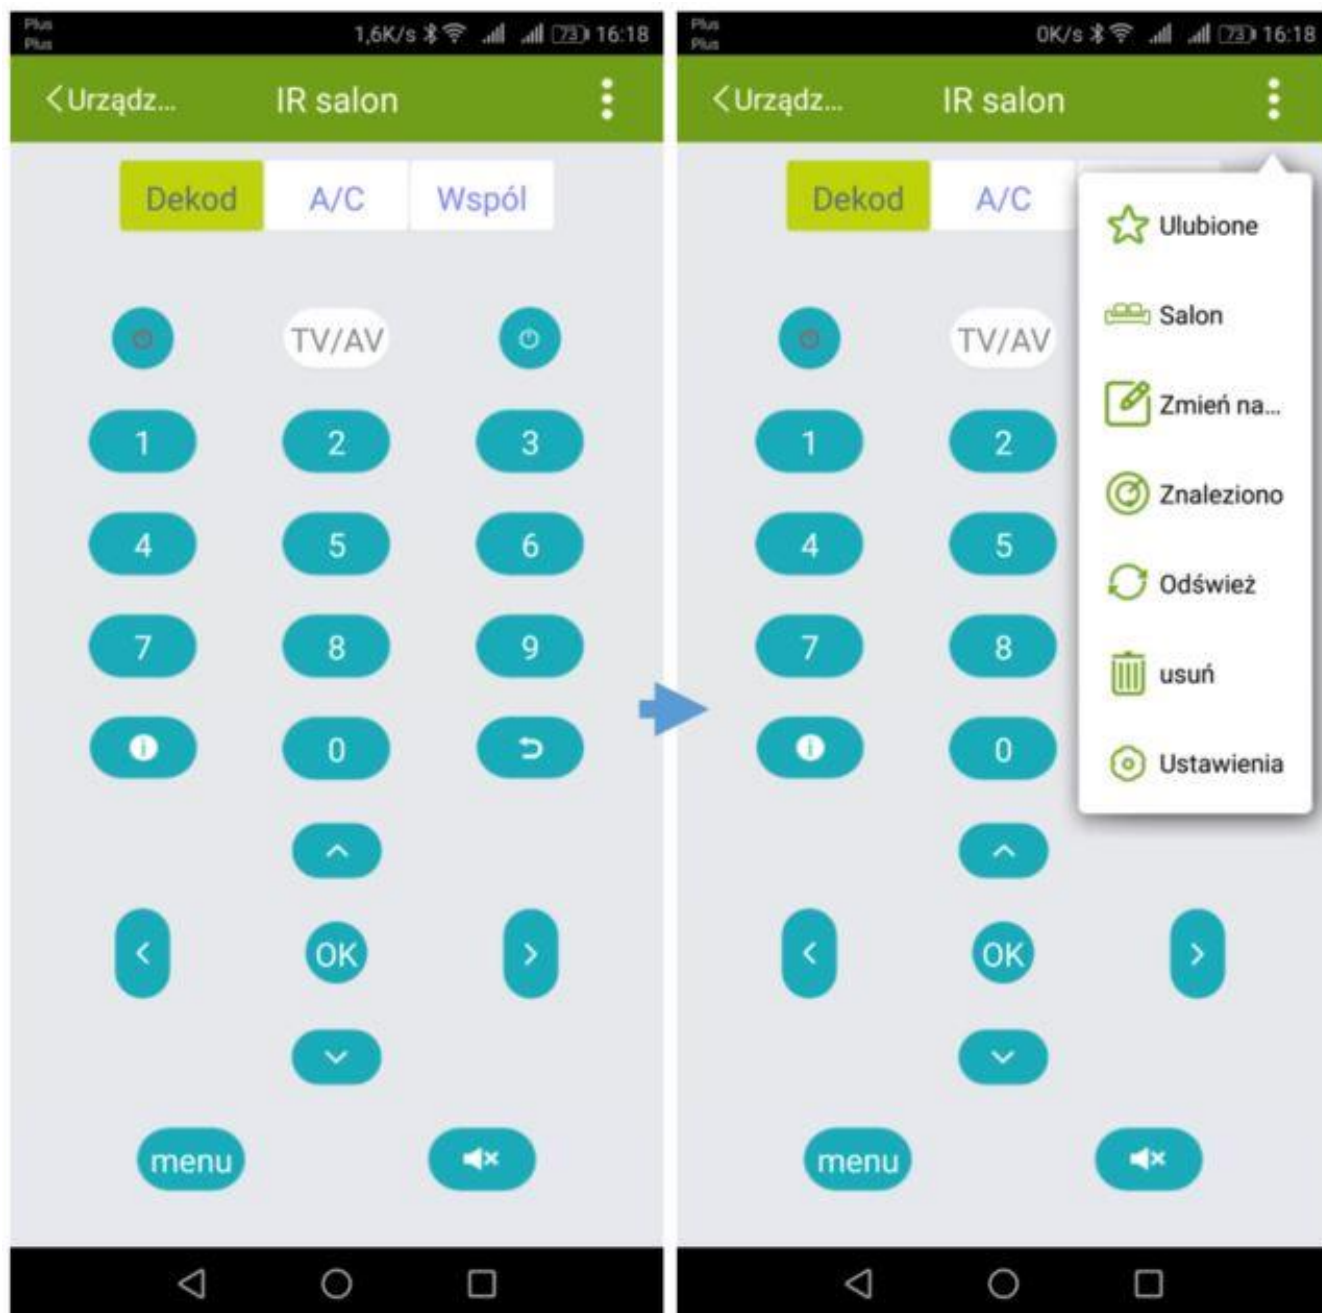 Plus
Plus
1,6K/s 73 16:18
Urządz... IR salon
Dekod A/C Wspól
TV/AV
1 2 3
4 5 6
7 8 9
0
OK
menu
Plus
Plus
0K/s 73 16:18
Urządz... IR salon
Dekod A/C
TV/AV
1 2
4 5
7 8
0
OK
menu
Ulubione
Salon
Zmień na...
Znaleziono
Odśwież
usuń
Ustawienia